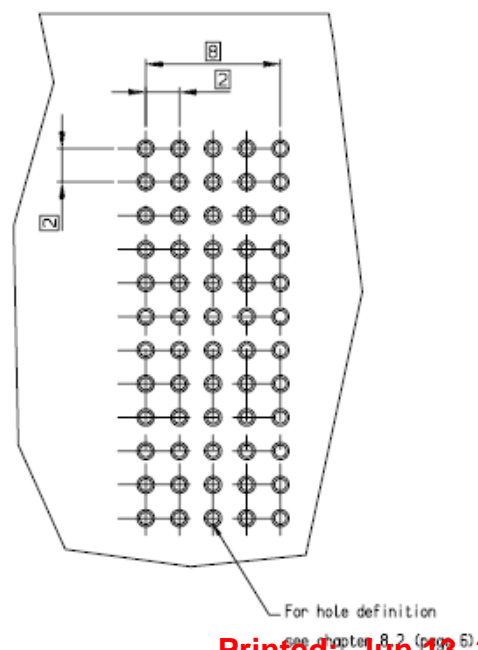 8
2
2
For hole definition
see chapter 8.2 (page 6)
Printed: Jun 13